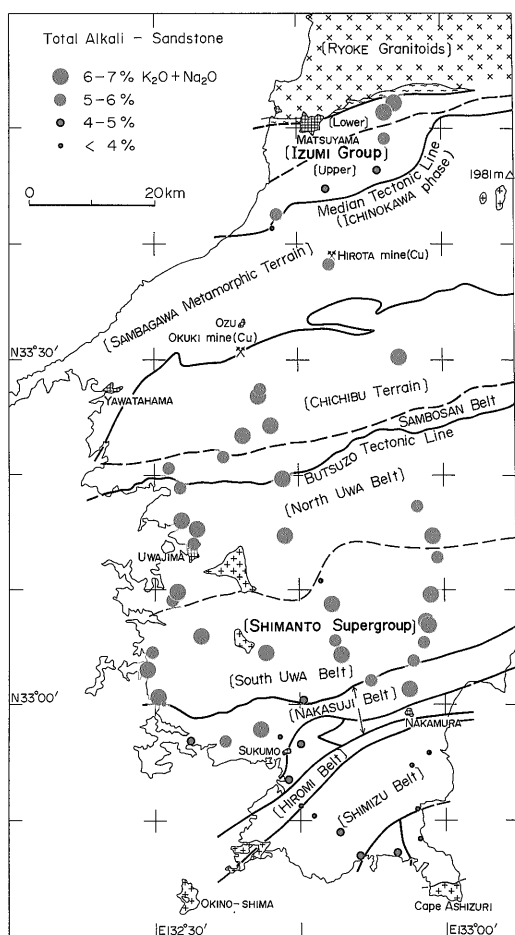 Total Alkali – Sandstone
6-7% K₂O+Na₂O
5-6%
4-5%
< 4%
0 20km
[RYOKE Granitoids]
[Lower]
MATSUYAMA
[IZUMI Group]
[Upper]
Median Tectonic Line
[ICHINOKAWA phase]
1981m△
HIROTA mine(Cu)
[SAMBAGAWA Metamorphic Terrain]
OZU
OKUKI mine(Cu)
N33°30'
[CHICHIBU Terrain]
YAWATAHAMA
SAMBOSAN Belt
BUTSUZO Tectonic Line
[North UWA Belt]
UWAJIMA
[SHIMANTO Supergroup]
[South UWA Belt]
N33°00'
[NAKASUJI Belt]
NAKAMURA
SUKUMO
[HIROMI Belt]
[SHIMIZU Belt]
OKINO-SHIMA
Cape ASHIZURI
E132°30'
E133°00'